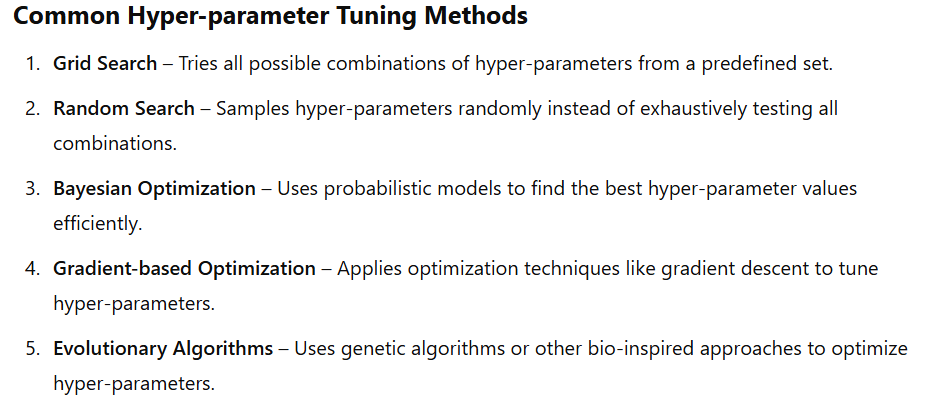 Common Hyper-parameter Tuning Methods
1. Grid Search – Tries all possible combinations of hyper-parameters from a predefined set.
2. Random Search – Samples hyper-parameters randomly instead of exhaustively testing all
combinations.
3. Bayesian Optimization – Uses probabilistic models to find the best hyper-parameter values
efficiently.
4. Gradient-based Optimization – Applies optimization techniques like gradient descent to tune
hyper-parameters.
5. Evolutionary Algorithms – Uses genetic algorithms or other bio-inspired approaches to optimize
hyper-parameters.